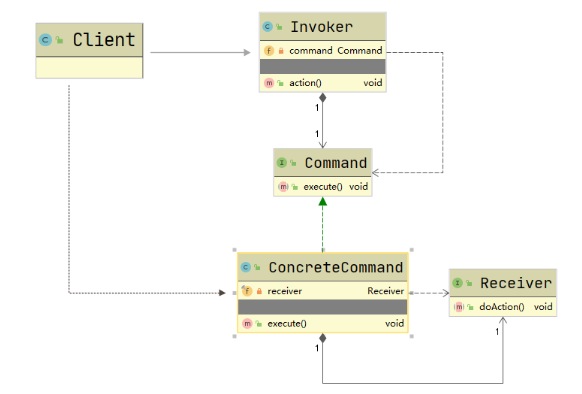 Client
Invoker
command Command
action() void
1
1
Command
execute() void
ConcreteCommand
receiver Receiver
execute() void
1
Receiver
doAction() void
1